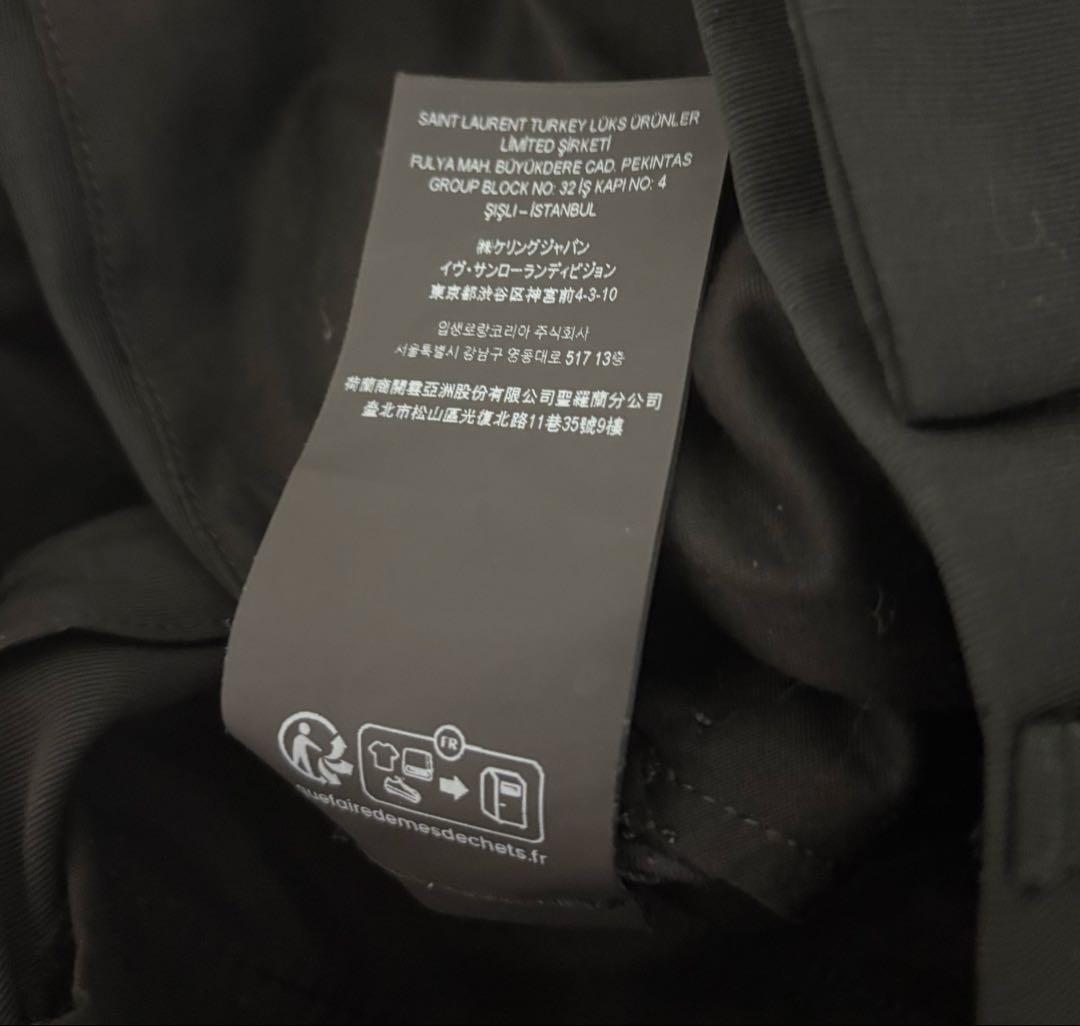 SAINT LAURENT TURKEY LÜKS ÜRÜNLER
LİMİTED ŞİRKETİ
FULYA MAH. BÜYÜKDERE CAD. PEKINTAS
GROUP BLOCK NO: 32 İŞ KAPI NO: 4
ŞIŞLI – İSTANBUL
㈱ケリングジャパン
イヴ・サンローランディビジョン
東京都渋谷区神宮前4-3-10
입생로랑코리아 주식회사
서울특별시 강남구 영동대로 517 13층
荷蘭商開雲亞洲股份有限公司聖羅蘭分公司
臺北市松山區光復北路11巷35號9樓
FR
quefairedemesdechets.fr